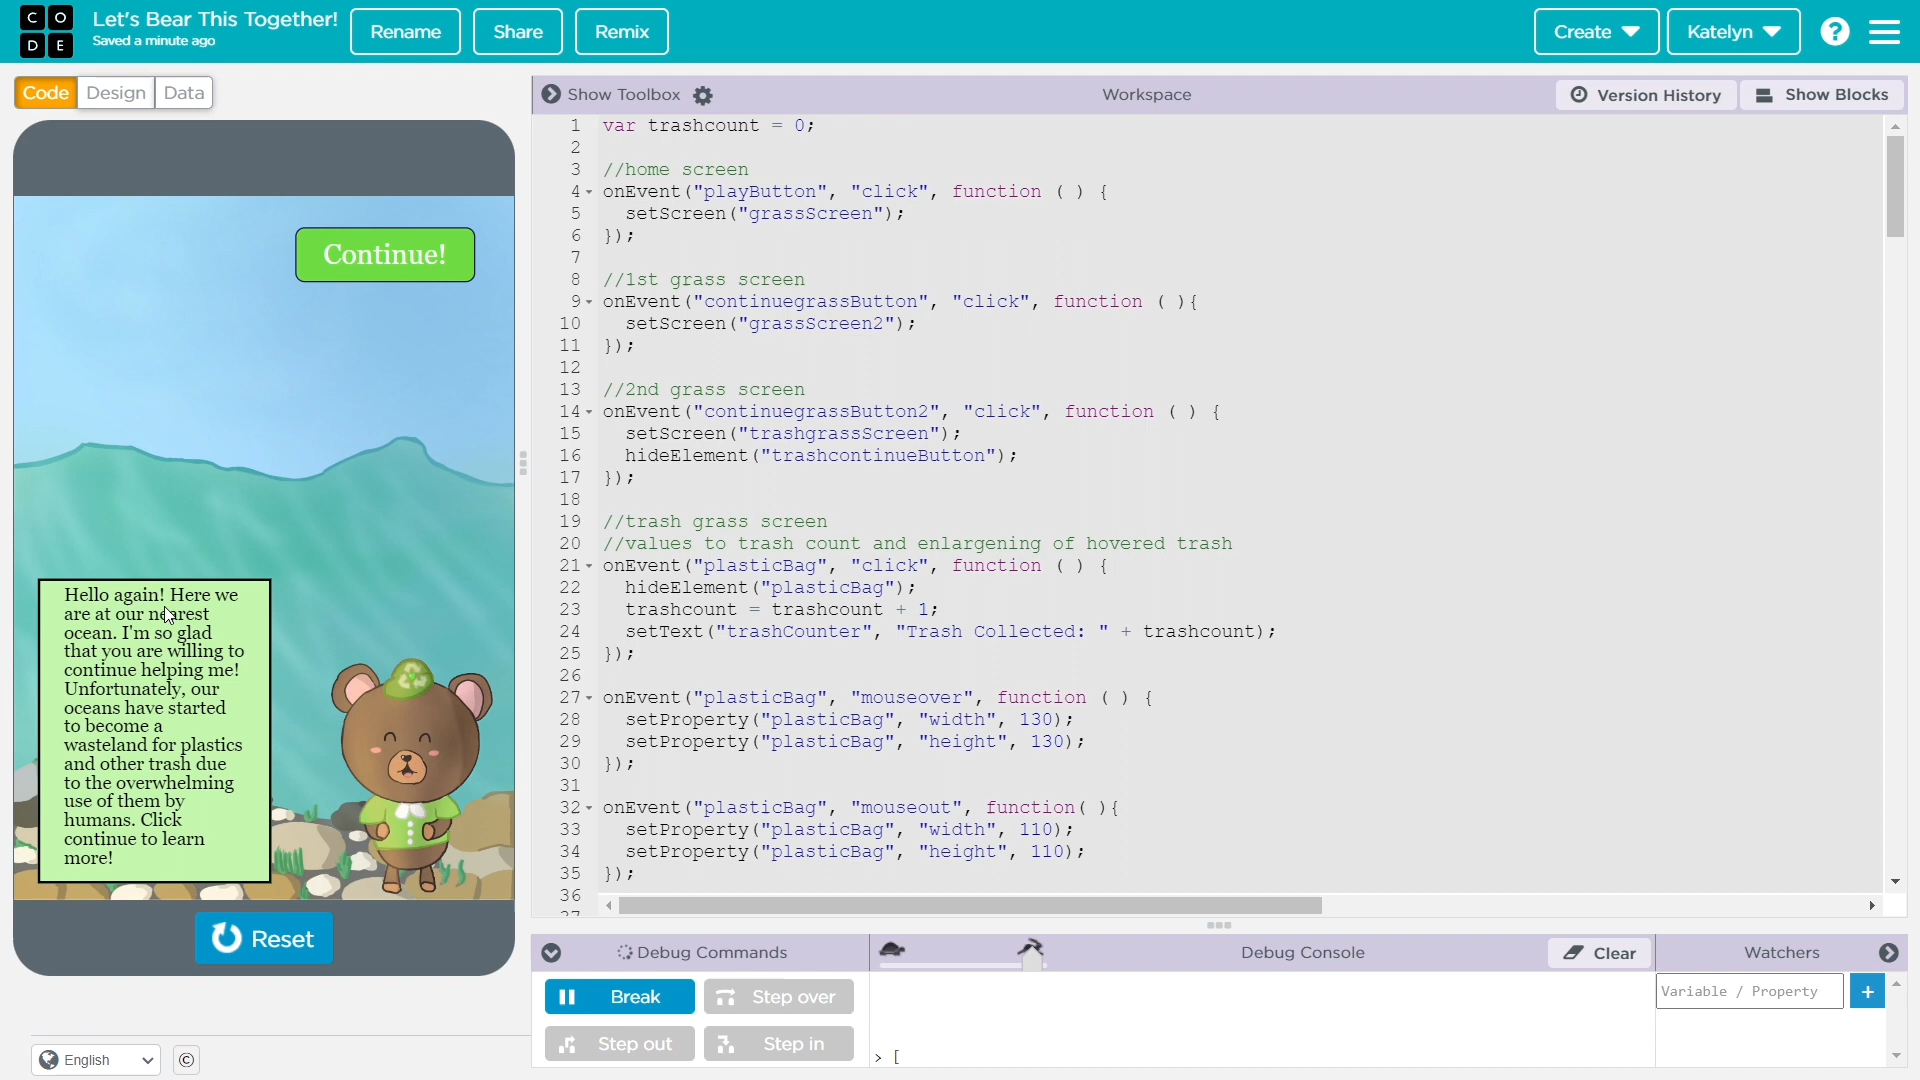 CODE
Let's Bear This Together!
Saved a minute ago
Rename
Share
Remix
Create
Katelyn
?
Code
Design
Data
Show Toolbox
Workspace
Version History
Show Blocks
Continue!
Hello again! Here we
are at our nearest
ocean. I'm so glad
that you are willing to
continue helping me!
Unfortunately, our
oceans have started
to become a
wasteland for plastics
and other trash due
to the overwhelming
use of them by
humans. Click
continue to learn
more!
Reset
English
©
1 var trashcount = 0;
2
3 //home screen
4 onEvent("playButton", "click", function ( ) {
5 setScreen("grassScreen");
6 });
7
8 //1st grass screen
9 onEvent("continuegrassButton", "click", function ( ){
10 setScreen("grassScreen2");
11 });
12
13 //2nd grass screen
14 onEvent("continuegrassButton2", "click", function ( ) {
15 setScreen("trashgrassScreen");
16 hideElement("trashcontinueButton");
17 });
18
19 //trash grass screen
20 //values to trash count and enlargening of hovered trash
21 onEvent("plasticBag", "click", function ( ) {
22 hideElement("plasticBag");
23 trashcount = trashcount + 1;
24 setText("trashCounter", "Trash Collected: " + trashcount);
25 });
26
27 onEvent("plasticBag", "mouseover", function ( ) {
28 setProperty("plasticBag", "width", 130);
29 setProperty("plasticBag", "height", 130);
30 });
31
32 onEvent("plasticBag", "mouseout", function( ){
33 setProperty("plasticBag", "width", 110);
34 setProperty("plasticBag", "height", 110);
35 });
36
37
Debug Commands
Debug Console
Clear
Watchers
Break
Step over
Step out
Step in
Variable / Property
+
> [